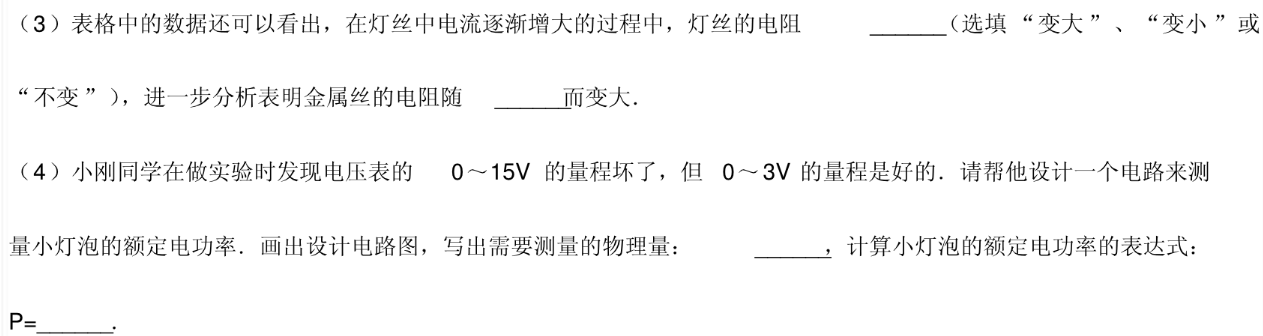 （3）表格中的数据还可以看出，在灯丝中电流逐渐增大的过程中，灯丝的电阻 ______（选填 “变大”、“变小”或
“不变”），进一步分析表明金属丝的电阻随 ______而变大．
（4）小刚同学在做实验时发现电压表的 0～15V 的量程坏了，但 0～3V 的量程是好的．请帮他设计一个电路来测
量小灯泡的额定电功率．画出设计电路图，写出需要测量的物理量： ______，计算小灯泡的额定电功率的表达式：
P=______．